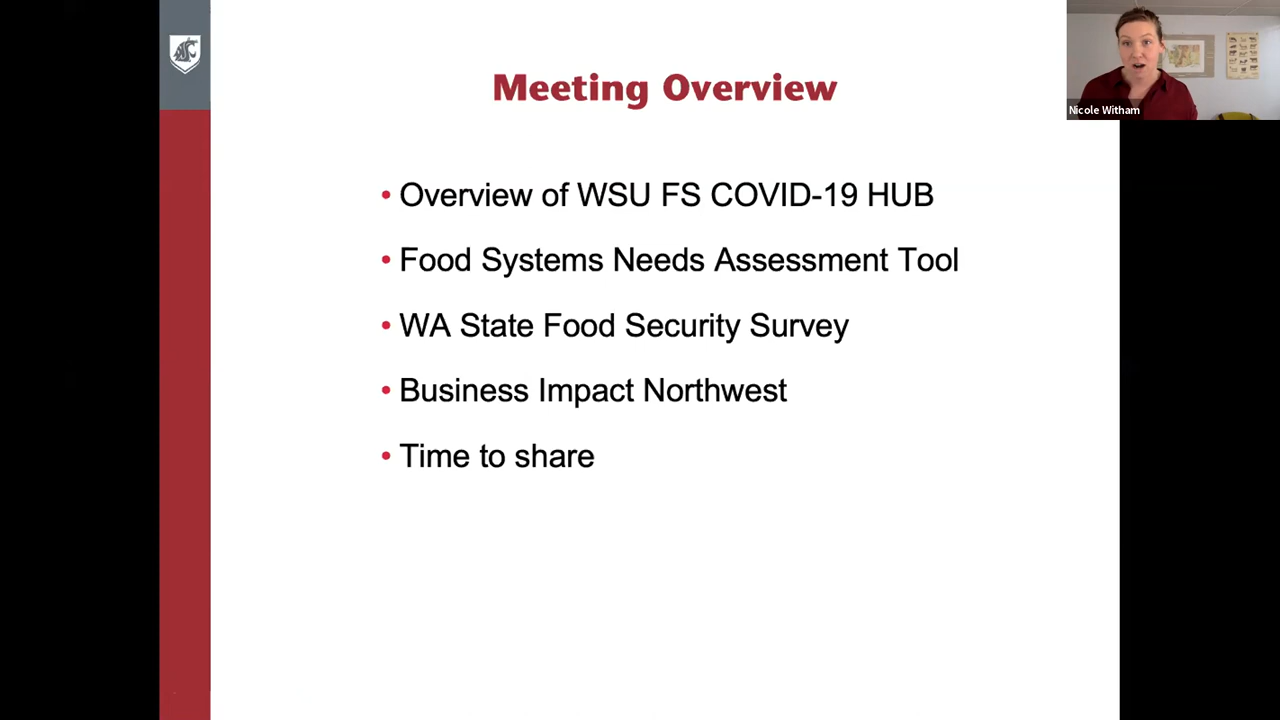 Meeting Overview
Nicole Witham
• Overview of WSU FS COVID-19 HUB
• Food Systems Needs Assessment Tool
• WA State Food Security Survey
• Business Impact Northwest
• Time to share